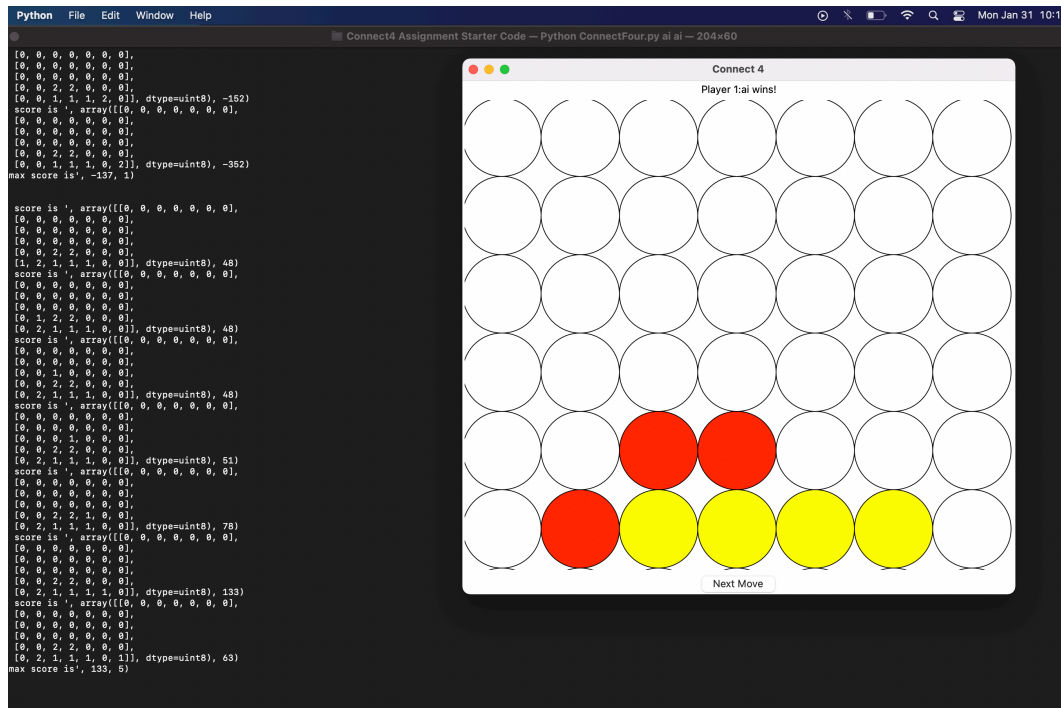 Python File Edit Window Help Mon Jan 31 10:1
Connect4 Assignment Starter Code — Python ConnectFour.py ai ai — 204×60
[0, 0, 0, 0, 0, 0, 0],
[0, 0, 0, 0, 0, 0, 0],
[0, 0, 0, 0, 0, 0, 0],
[0, 0, 2, 2, 0, 0, 0],
[0, 0, 1, 1, 1, 2, 0]], dtype=uint8), -152)
score is ', array([[0, 0, 0, 0, 0, 0, 0],
[0, 0, 0, 0, 0, 0, 0],
[0, 0, 0, 0, 0, 0, 0],
[0, 0, 0, 0, 0, 0, 0],
[0, 0, 2, 2, 0, 0, 0],
[0, 0, 1, 1, 1, 0, 2]], dtype=uint8), -352)
max score is', -137, 1)
score is ', array([[0, 0, 0, 0, 0, 0, 0],
[0, 0, 0, 0, 0, 0, 0],
[0, 0, 0, 0, 0, 0, 0],
[0, 0, 0, 0, 0, 0, 0],
[0, 0, 2, 2, 0, 0, 0],
[1, 2, 1, 1, 1, 0, 0]], dtype=uint8), 48)
score is ', array([[0, 0, 0, 0, 0, 0, 0],
[0, 0, 0, 0, 0, 0, 0],
[0, 0, 0, 0, 0, 0, 0],
[0, 0, 0, 0, 0, 0, 0],
[0, 1, 2, 2, 0, 0, 0],
[0, 2, 1, 1, 1, 0, 0]], dtype=uint8), 48)
score is ', array([[0, 0, 0, 0, 0, 0, 0],
[0, 0, 0, 0, 0, 0, 0],
[0, 0, 0, 0, 0, 0, 0],
[0, 0, 1, 0, 0, 0, 0],
[0, 0, 2, 2, 0, 0, 0],
[0, 2, 1, 1, 1, 0, 0]], dtype=uint8), 48)
score is ', array([[0, 0, 0, 0, 0, 0, 0],
[0, 0, 0, 0, 0, 0, 0],
[0, 0, 0, 0, 0, 0, 0],
[0, 0, 0, 1, 0, 0, 0],
[0, 0, 2, 2, 0, 0, 0],
[0, 2, 1, 1, 1, 0, 0]], dtype=uint8), 51)
score is ', array([[0, 0, 0, 0, 0, 0, 0],
[0, 0, 0, 0, 0, 0, 0],
[0, 0, 0, 0, 0, 0, 0],
[0, 0, 0, 0, 0, 0, 0],
[0, 0, 2, 2, 1, 0, 0],
[0, 2, 1, 1, 1, 0, 0]], dtype=uint8), 78)
score is ', array([[0, 0, 0, 0, 0, 0, 0],
[0, 0, 0, 0, 0, 0, 0],
[0, 0, 0, 0, 0, 0, 0],
[0, 0, 0, 0, 0, 0, 0],
[0, 0, 2, 2, 0, 0, 0],
[0, 2, 1, 1, 1, 1, 0]], dtype=uint8), 133)
score is ', array([[0, 0, 0, 0, 0, 0, 0],
[0, 0, 0, 0, 0, 0, 0],
[0, 0, 0, 0, 0, 0, 0],
[0, 0, 0, 0, 0, 0, 0],
[0, 0, 2, 2, 0, 0, 0],
[0, 2, 1, 1, 1, 0, 1]], dtype=uint8), 63)
max score is', 133, 5)
Connect 4
Player 1:ai wins!
Next Move